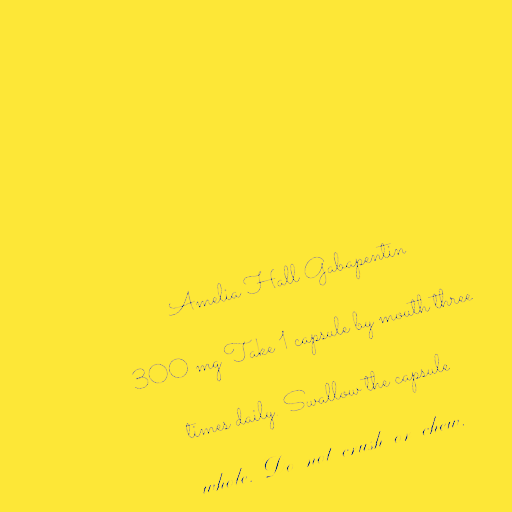 Amelia Hall Gabapentin
300 mg Take 1 capsule by mouth three
times daily Swallow the capsule
whole. Do not crush or chew.